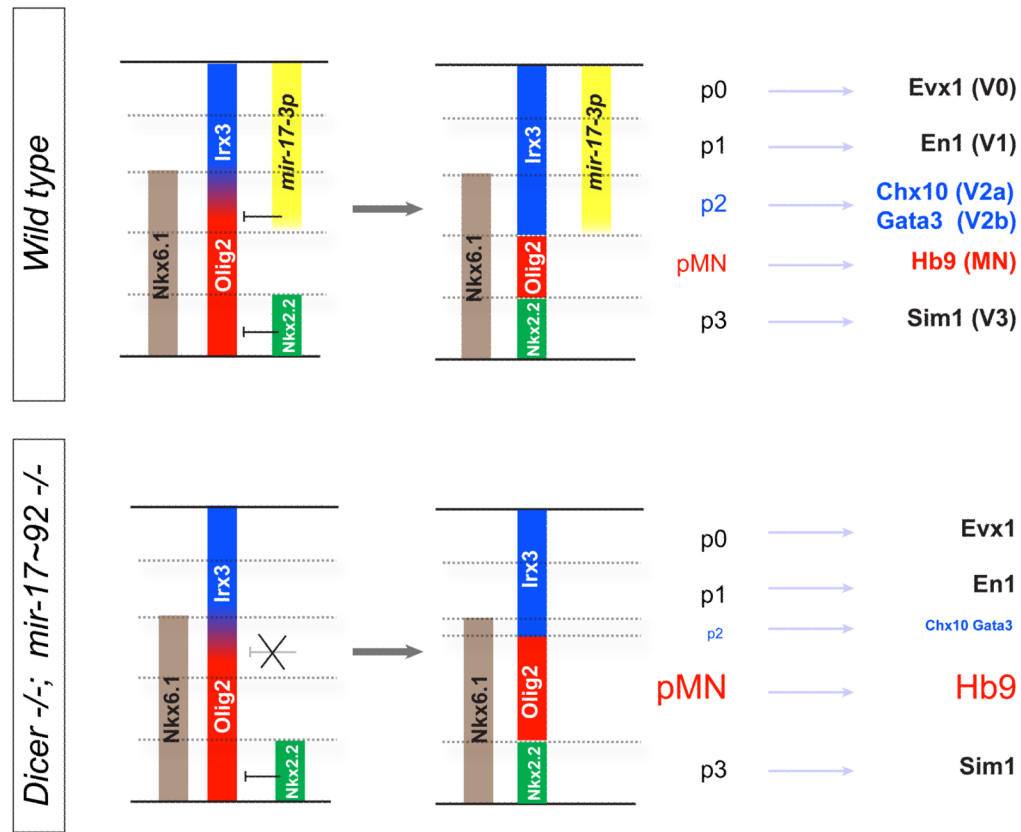 Wild type
Nkx6.1
Irx3
Olig2
mir-17-3p
Nkx2.2
Nkx6.1
Irx3
Olig2
Nkx2.2
mir-17-3p
p0
Evx1 (V0)
p1
En1 (V1)
p2
Chx10 (V2a)
Gata3 (V2b)
pMN
Hb9 (MN)
p3
Sim1 (V3)
Dicer -/-; mir-17~92 -/-
Nkx6.1
Irx3
Olig2
Nkx2.2
Nkx6.1
Irx3
Olig2
Nkx2.2
p0
Evx1
p1
En1
p2
Chx10 Gata3
pMN
Hb9
p3
Sim1